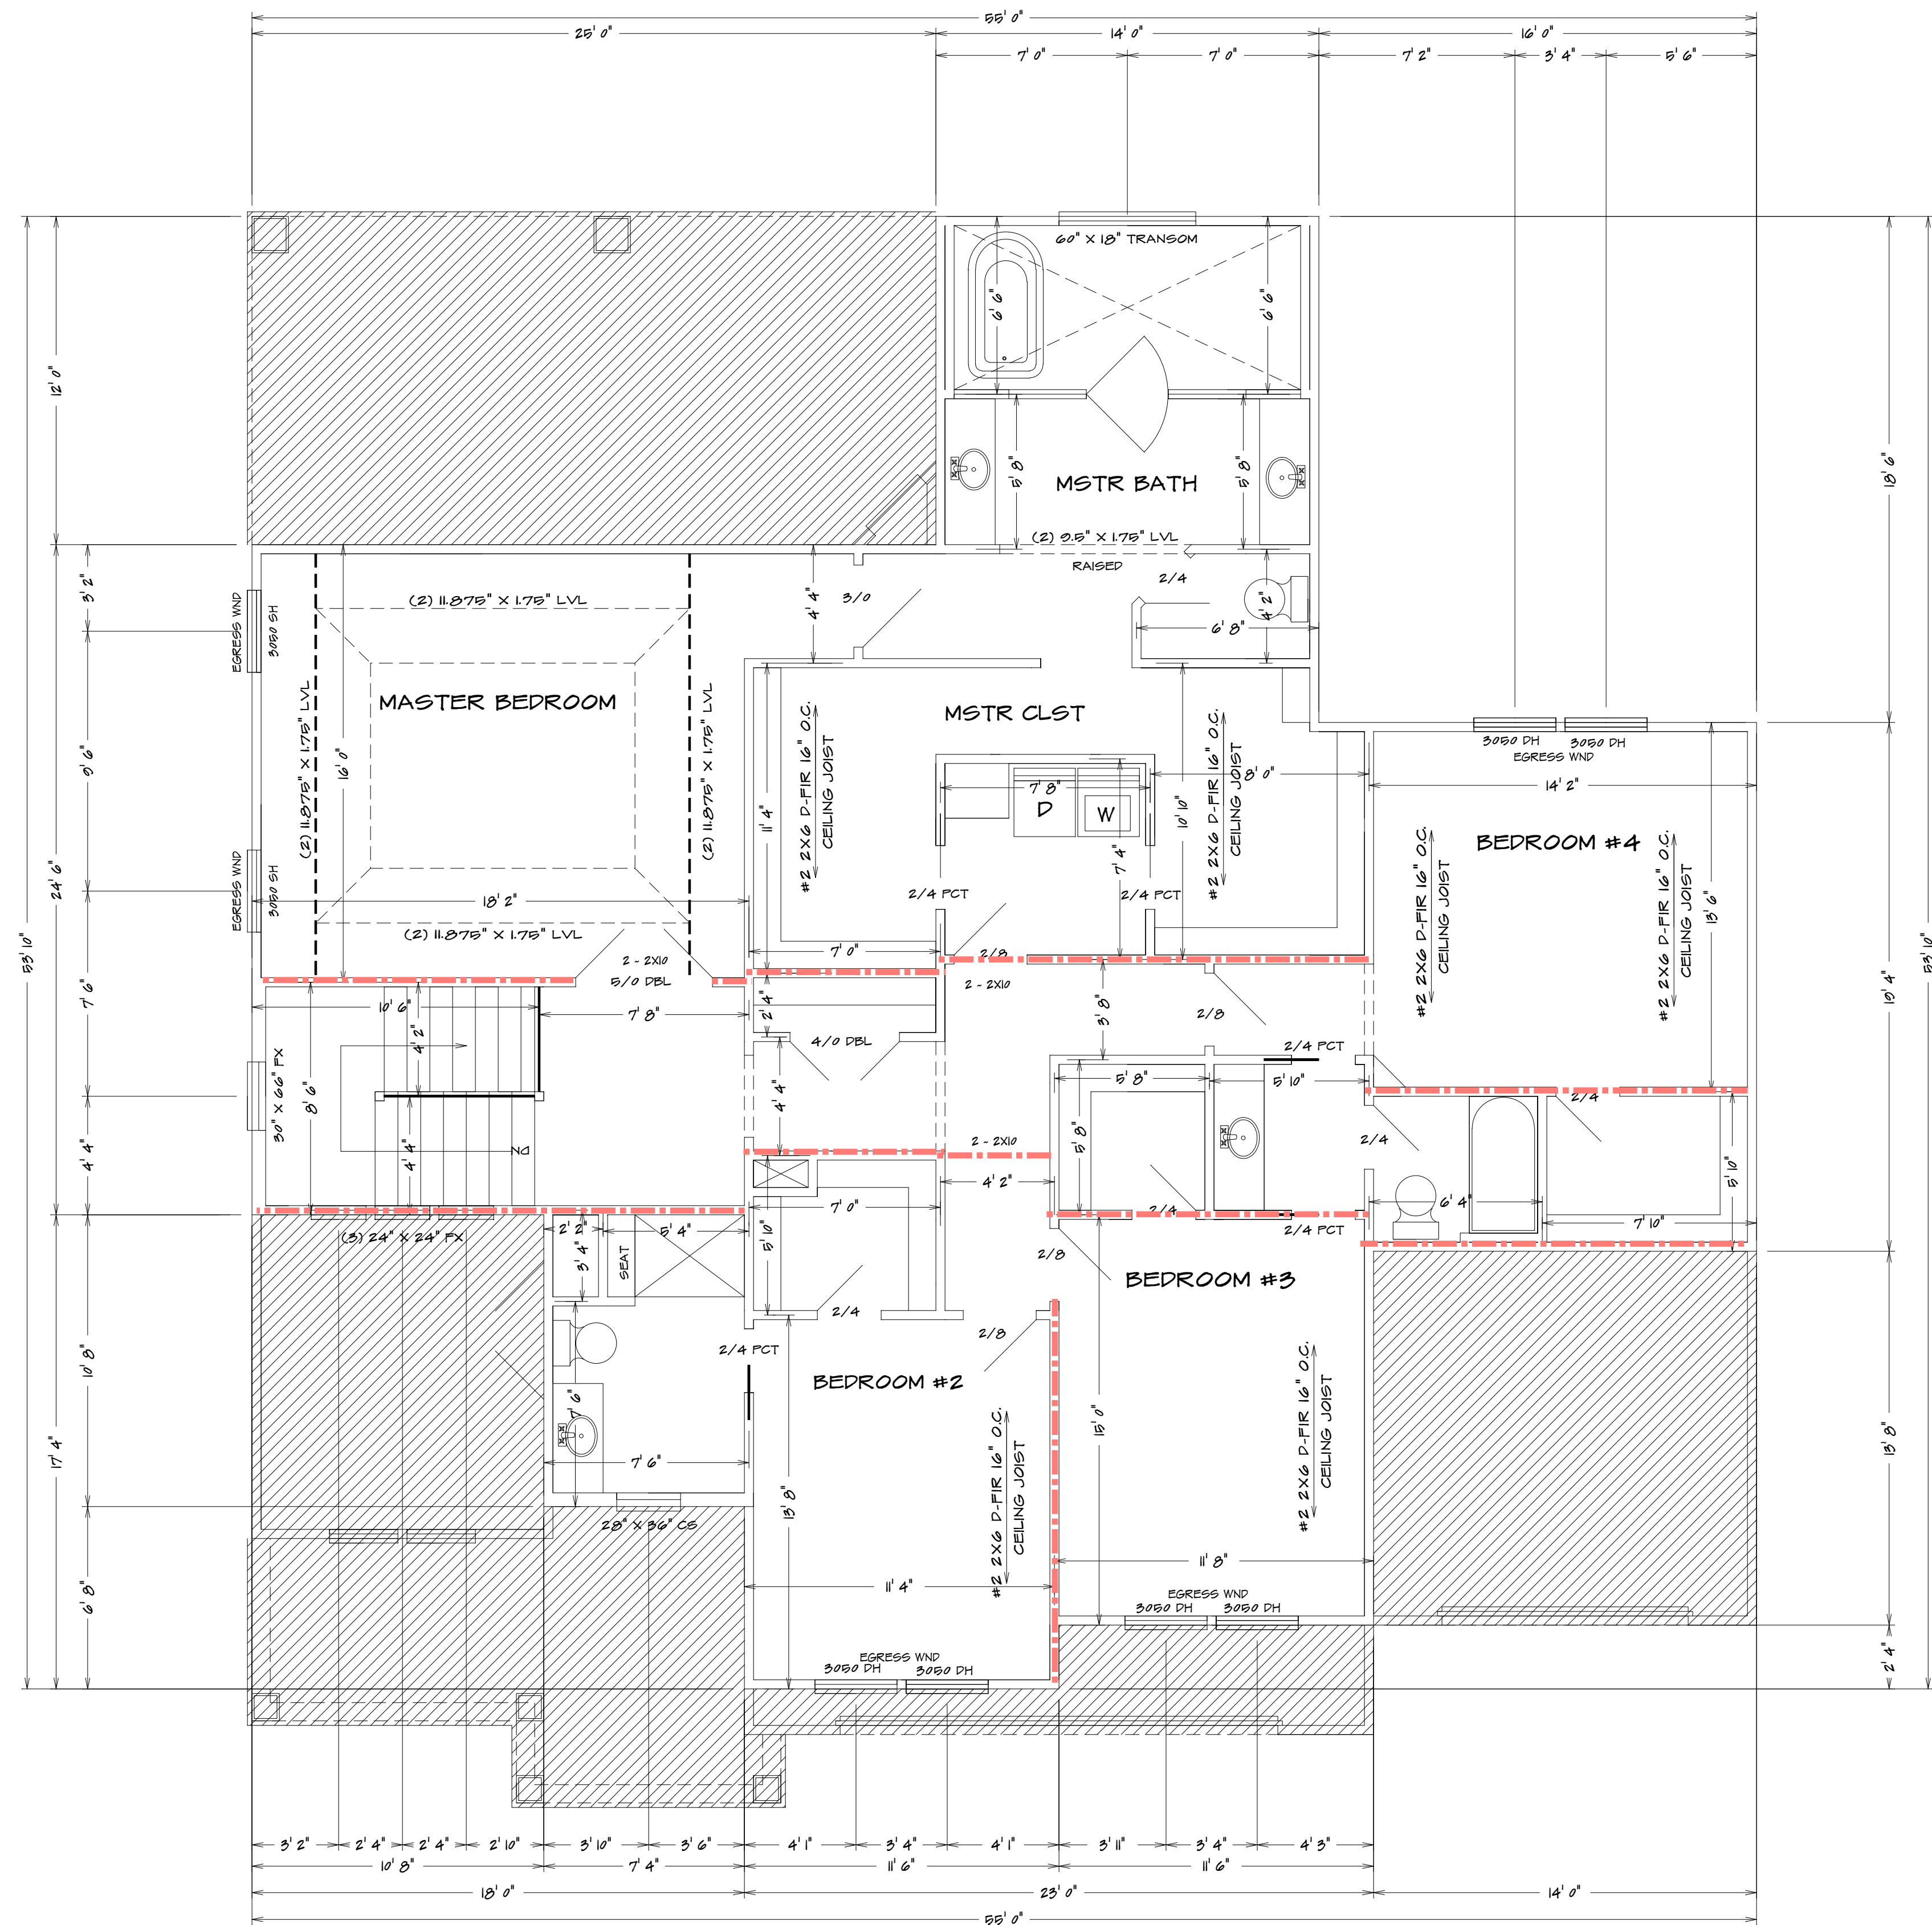 55' 0"
25' 0"
14' 0"
16' 0"
7' 0"
7' 0"
7' 2"
3' 4"
5' 6"
60" X 18" TRANSOM
6' 6"
6' 6"
12' 0"
18' 6"
5' 8"
5' 8"
MSTR BATH
(2) 9.5" X 1.75" LVL
RAISED
2/4
3' 2"
EGRESS WND
3050 SH
(2) 11.875" X 1.75" LVL
4' 4"
3/0
4' 2"
6' 8"
(2) 11.875" X 1.75" LVL
MASTER BEDROOM
(2) 11.875" X 1.75" LVL
16' 0"
9' 6"
MSTR CLST
#2 2X6 D-FIR 16" O.C.
CEILING JOIST
#2 2X6 D-FIR 16" O.C.
CEILING JOIST
3050 DH
3050 DH
EGRESS WND
8' 0"
14' 2"
7' 8"
D
W
11' 4"
10' 10"
7' 4"
BEDROOM #4
#2 2X6 D-FIR 16" O.C.
CEILING JOIST
#2 2X6 D-FIR 16" O.C.
CEILING JOIST
13' 6"
24' 6"
EGRESS WND
3050 SH
18' 2"
2/4 PCT
2/4 PCT
(2) 11.875" X 1.75" LVL
7' 0"
2/8
53' 10"
53' 10"
2 - 2X10
5/0 DBL
2 - 2X10
7' 6"
10' 6"
7' 8"
4' 2"
2' 4"
3' 8"
2/8
19' 4"
4/0 DBL
2/4 PCT
30" X 66" FX
8' 6"
4' 4"
5' 8"
5' 10"
2/4
4' 4"
4' 4"
DN
5' 8"
2 - 2X10
2/4
5' 10"
4' 2"
7' 0"
2/4
6' 4"
7' 10"
(3) 24" X 24" FX
2' 2"
5' 4"
3' 4"
SEAT
5' 10"
2/4 PCT
2/8
BEDROOM #3
2/4
2/8
2/4 PCT
10' 8"
BEDROOM #2
7' 6"
#2 2X6 D-FIR 16" O.C.
CEILING JOIST
#2 2X6 D-FIR 16" O.C.
CEILING JOIST
15' 0"
13' 8"
17' 4"
7' 6"
13' 8"
28" X 36" CS
11' 8"
11' 4"
6' 8"
EGRESS WND
3050 DH
3050 DH
EGRESS WND
3050 DH
3050 DH
2' 4"
3' 2"
2' 4"
2' 4"
2' 10"
3' 10"
3' 6"
4' 1"
3' 4"
4' 1"
3' 11"
3' 4"
4' 3"
10' 8"
7' 4"
11' 6"
11' 6"
18' 0"
23' 0"
14' 0"
55' 0"